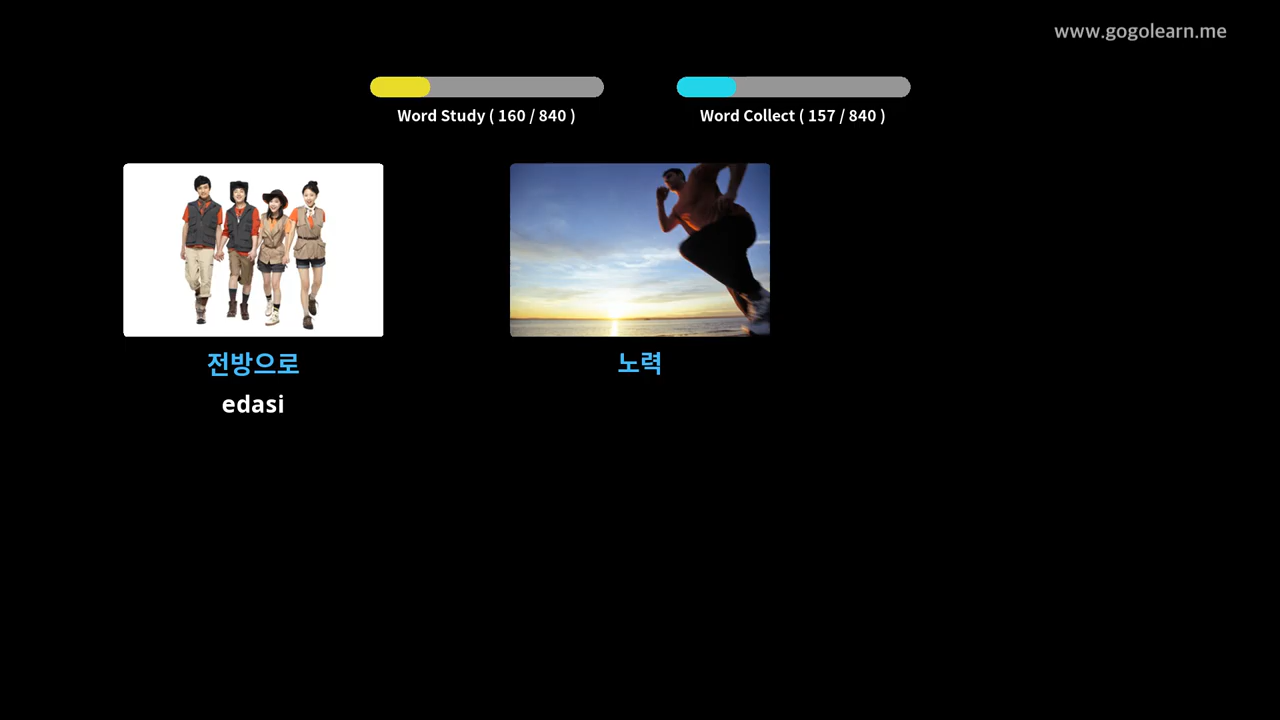 www.gogolearn.me
Word Study ( 160 / 840 )
Word Collect ( 157 / 840 )
전방으로
edasi
노력